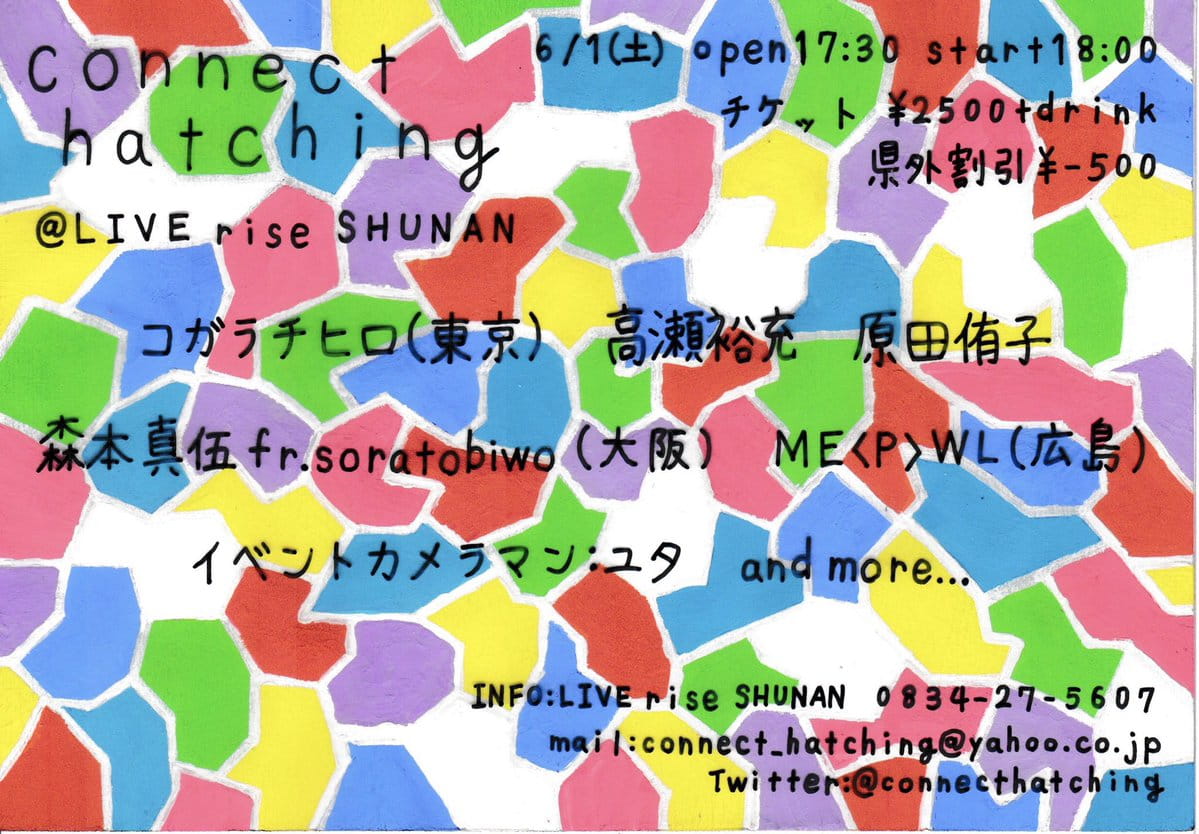 connect
hatching
@LIVE rise SHUNAN
6/1(土) open17:30 start18:00
チケット ¥2500+drink
県外割引¥-500
コガラチヒロ(東京) 高瀬裕充 原田侑子
森本真伍fr.soratobiwo(大阪) ME<P>WL(広島)
イベントカメラマン:ユタ and more...
INFO:LIVE rise SHUNAN 0834-27-5607
mail:connect_hatching@yahoo.co.jp
Twitter:@connecthatching